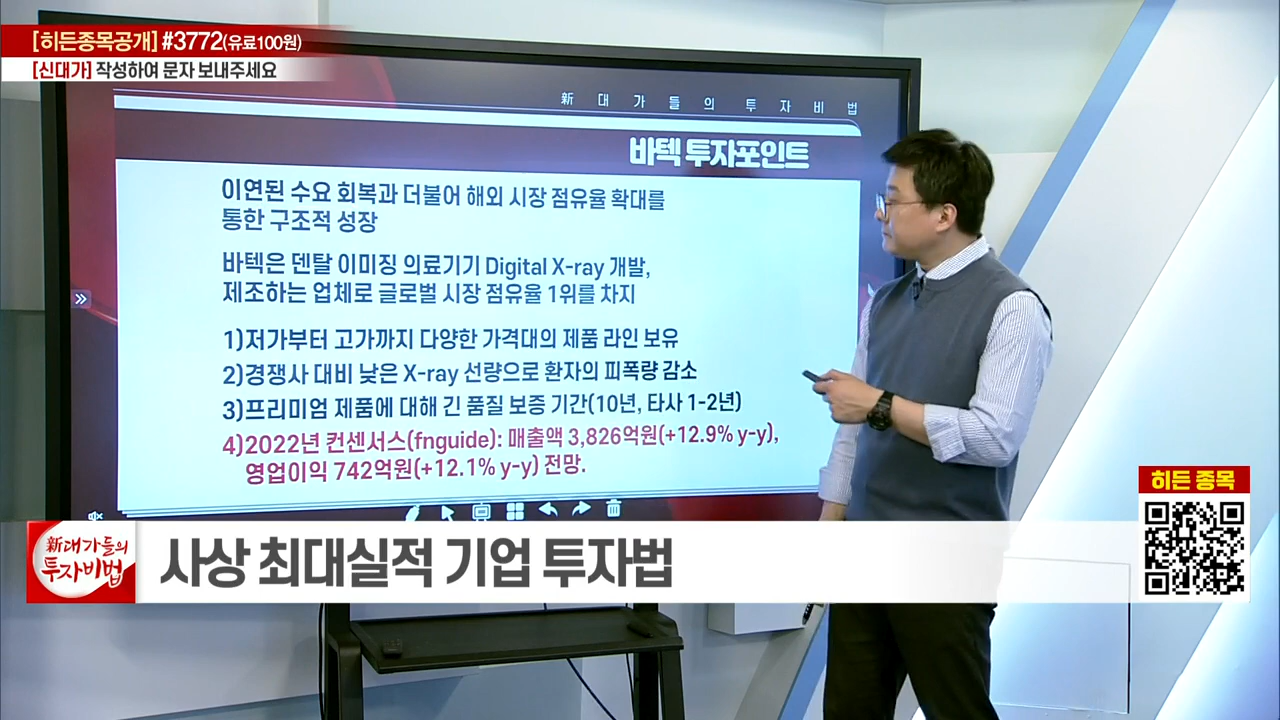 [히든종목공개] #3772(유료100원)
[신대가] 작성하여 문자 보내주세요
新 대 가 들 의 투 자 비 법
바텍 투자포인트
이연된 수요 회복과 더불어 해외 시장 점유율 확대를
통한 구조적 성장
바텍은 덴탈 이미징 의료기기 Digital X-ray 개발,
제조하는 업체로 글로벌 시장 점유율 1위를 차지
1)저가부터 고가까지 다양한 가격대의 제품 라인 보유
2)경쟁사 대비 낮은 X-ray 선량으로 환자의 피폭량 감소
3)프리미엄 제품에 대해 긴 품질 보증 기간(10년, 타사 1-2년)
4)2022년 컨센서스(fnguide): 매출액 3,826억원(+12.9% y-y),
영업이익 742억원(+12.1% y-y) 전망.
히든 종목
新대가들의
투자비법
사상 최대실적 기업 투자법